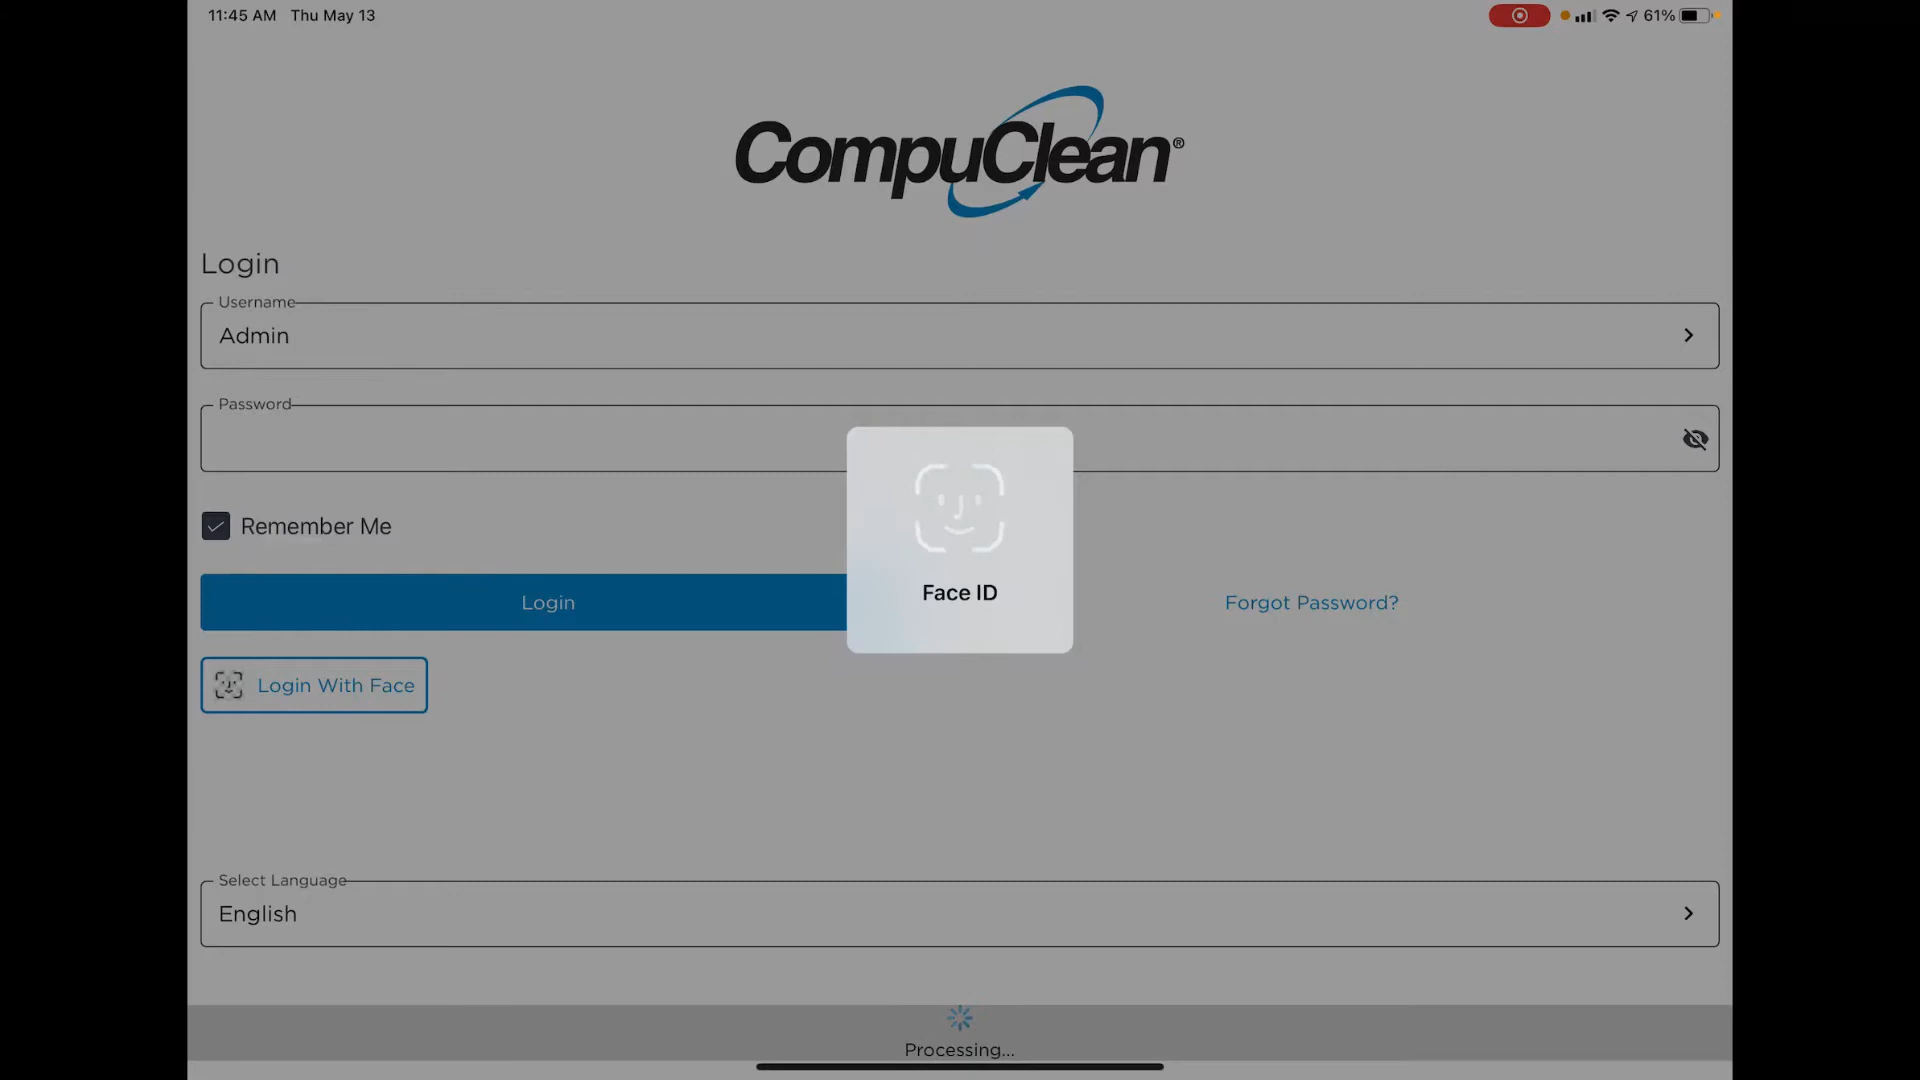 11:45 AM Thu May 13
61%
CompuClean®
Login
Username
Admin
Password
Remember Me
Login
Forgot Password?
Login With Face
Face ID
Select Language
English
Processing...